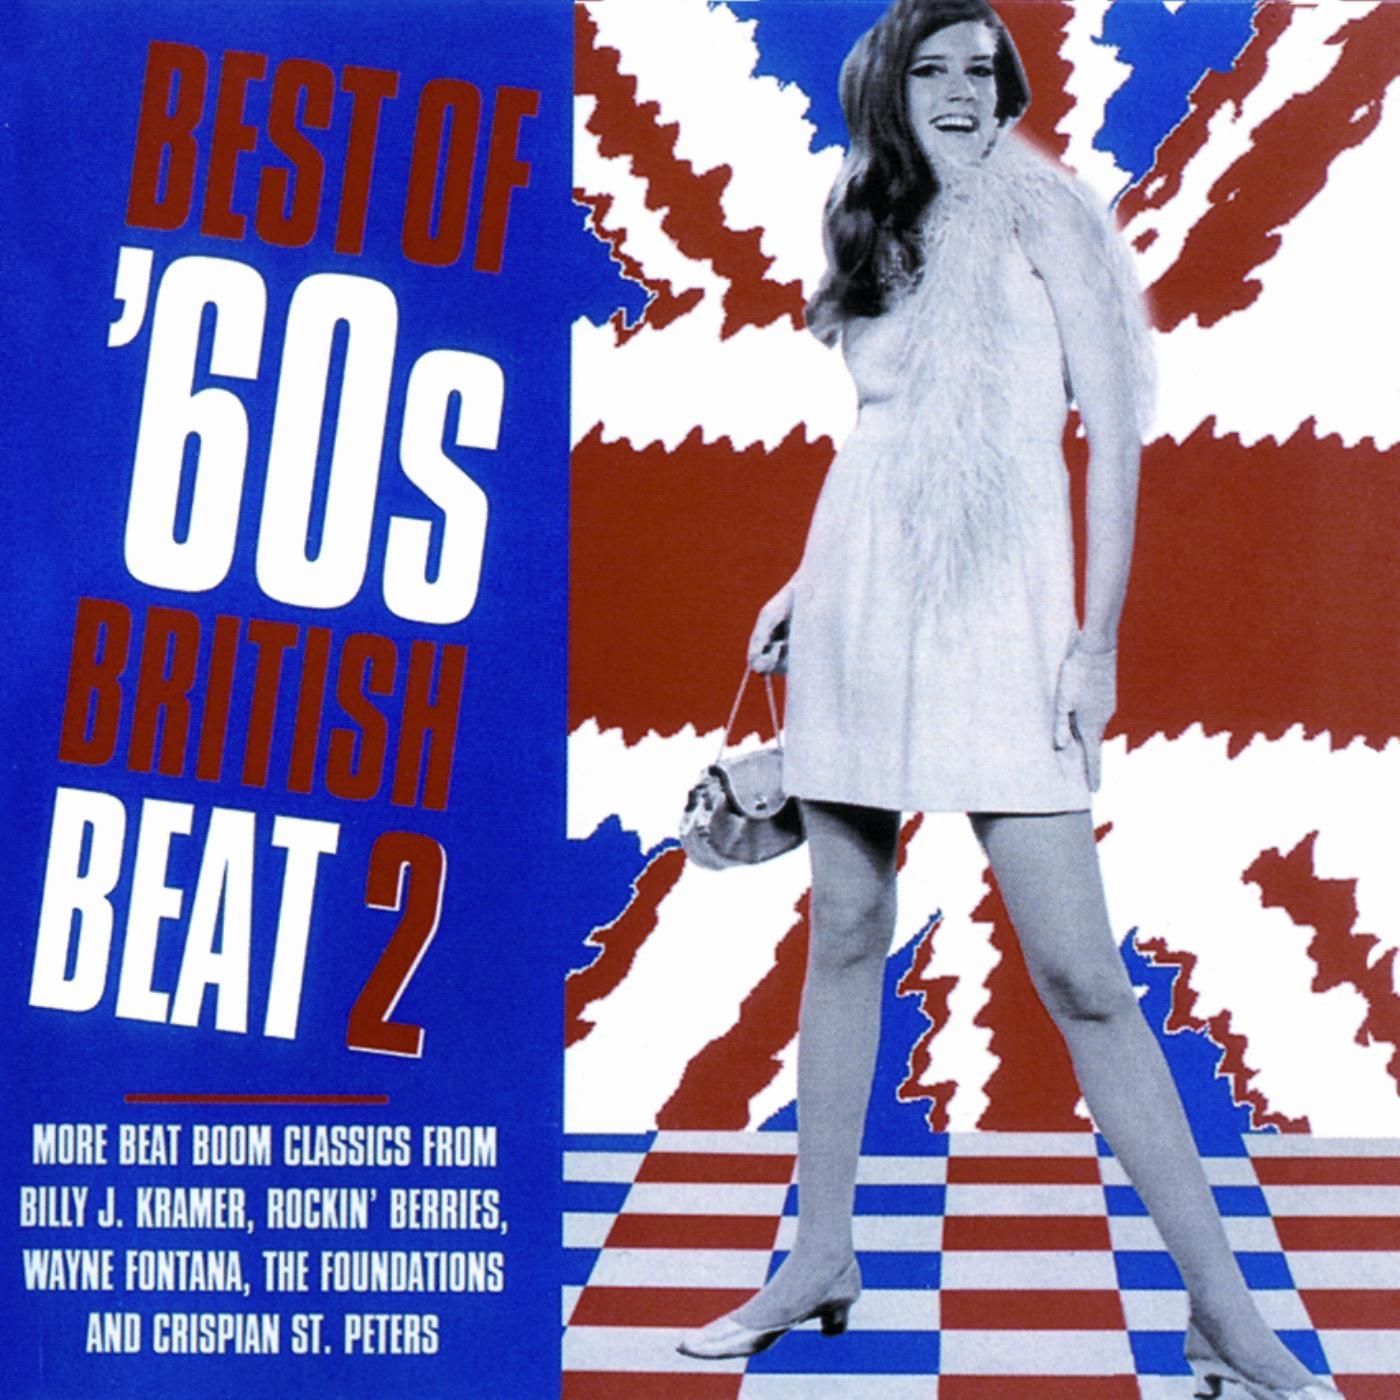 BEST OF
'60s
BRITISH
BEAT 2
MORE BEAT BOOM CLASSICS FROM
BILLY J. KRAMER, ROCKIN' BERRIES,
WAYNE FONTANA, THE FOUNDATIONS
AND CRISPIAN ST. PETERS